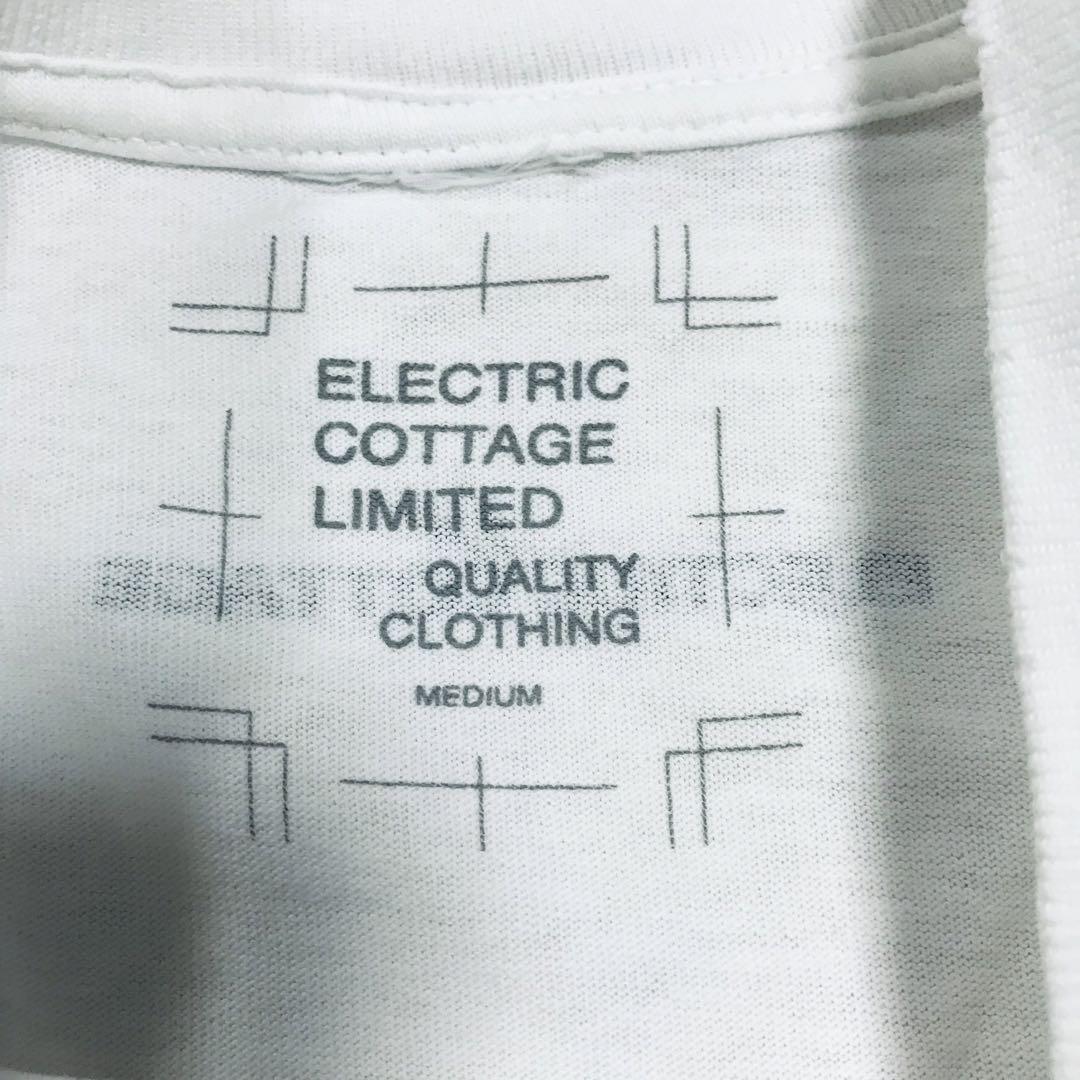 ELECTRIC
COTTAGE
LIMITED
QUALITY
CLOTHING
MEDIUM